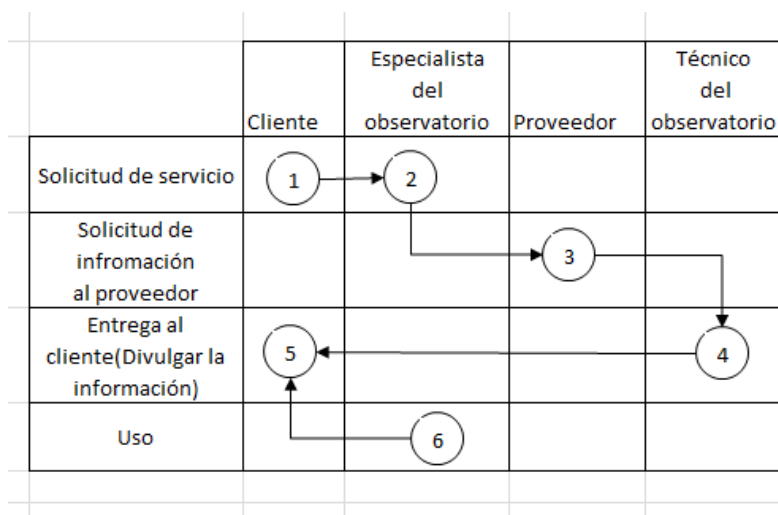 Especialista
del
observatorio
Técnico
del
observatorio
Cliente
Proveedor
Solicitud de servicio
1
2
Solicitud de
infromación
al proveedor
3
Entrega al
cliente(Divulgar la
información)
5
4
Uso
6